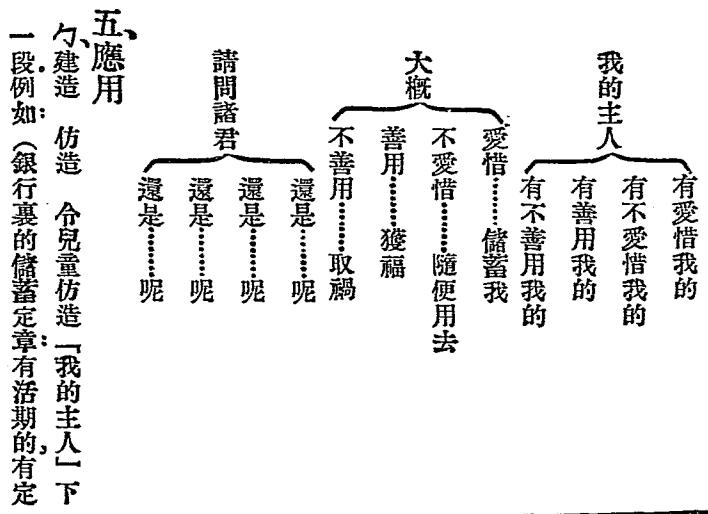 我的主人
有愛惜我的
有不愛惜我的
有善用我的
有不善用我的
大概
愛惜………儲蓄我
不愛惜………隨便用去
善用………獲福
不善用………取禍
請問諸君
還是………呢
還是………呢
還是………呢
還是………呢
五、應用
ㄅ、建造　仿造　令兒童仿造「我的主人」下
一段例如：（銀行裏的儲蓄定章：有活期的，有定